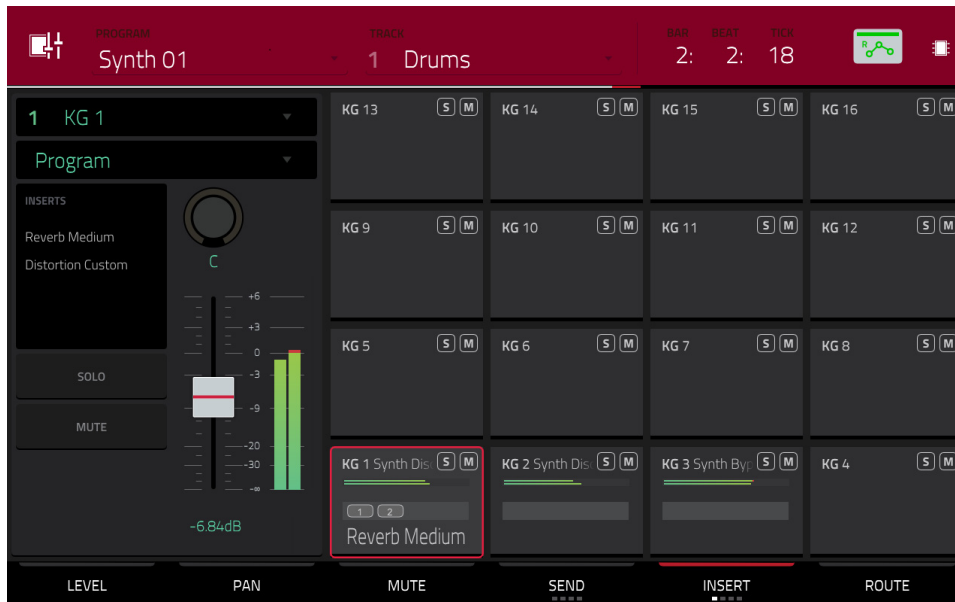 PROGRAM
Synth 01
TRACK
1 Drums
BAR BEAT TICK
2: 2: 18
R
1 KG 1
Program
INSERTS
Reverb Medium
Distortion Custom
C
+6
+3
0
-3
-9
-20
-30
-∞
SOLO
MUTE
-6.84dB
KG 13 S M
KG 14 S M
KG 15 S M
KG 16 S M
KG 9 S M
KG 10 S M
KG 11 S M
KG 12 S M
KG 5 S M
KG 6 S M
KG 7 S M
KG 8 S M
KG 1 Synth Dis S M
1 2
Reverb Medium
KG 2 Synth Dis S M
KG 3 Synth Byp S M
KG 4 S M
LEVEL PAN MUTE SEND INSERT ROUTE